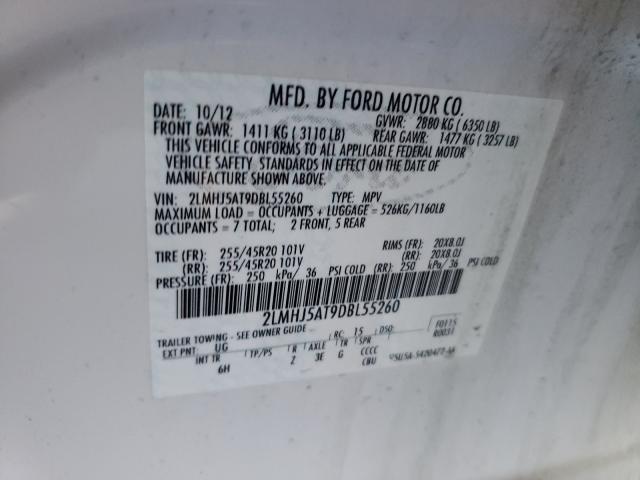 MFD. BY FORD MOTOR CO.
DATE: 10/12 GVWR: 2880 KG ( 6350 LB)
FRONT GAWR: 1411 KG ( 3110 LB) REAR GAWR: 1477 KG ( 3257 LB)
THIS VEHICLE CONFORMS TO ALL APPLICABLE FEDERAL MOTOR
VEHICLE SAFETY STANDARDS IN EFFECT ON THE DATE OF
MANUFACTURE SHOWN ABOVE.
VIN: 2LMHJ5AT9DBL55260 TYPE: MPV
MAXIMUM LOAD = OCCUPANTS + LUGGAGE = 526KG/1160LB
OCCUPANTS = 7 TOTAL; 2 FRONT, 5 REAR
TIRE (FR): 255/45R20 101V RIMS (FR): 20X8.0J
(RR): 255/45R20 101V (RR): 20X8.0J
PRESSURE (FR): 250 kPa/ 36 PSI COLD (RR): 250 kPa/ 36 PSI COLD
2LMHJ5AT9DBL55260
TRAILER TOWING - SEE OWNER GUIDE RC: 15 DSO: F0115
EXT PNT: UG R0031
INT TR TP/PS R AXLE TR SPR
6H 2 3E G CCCC
CBU